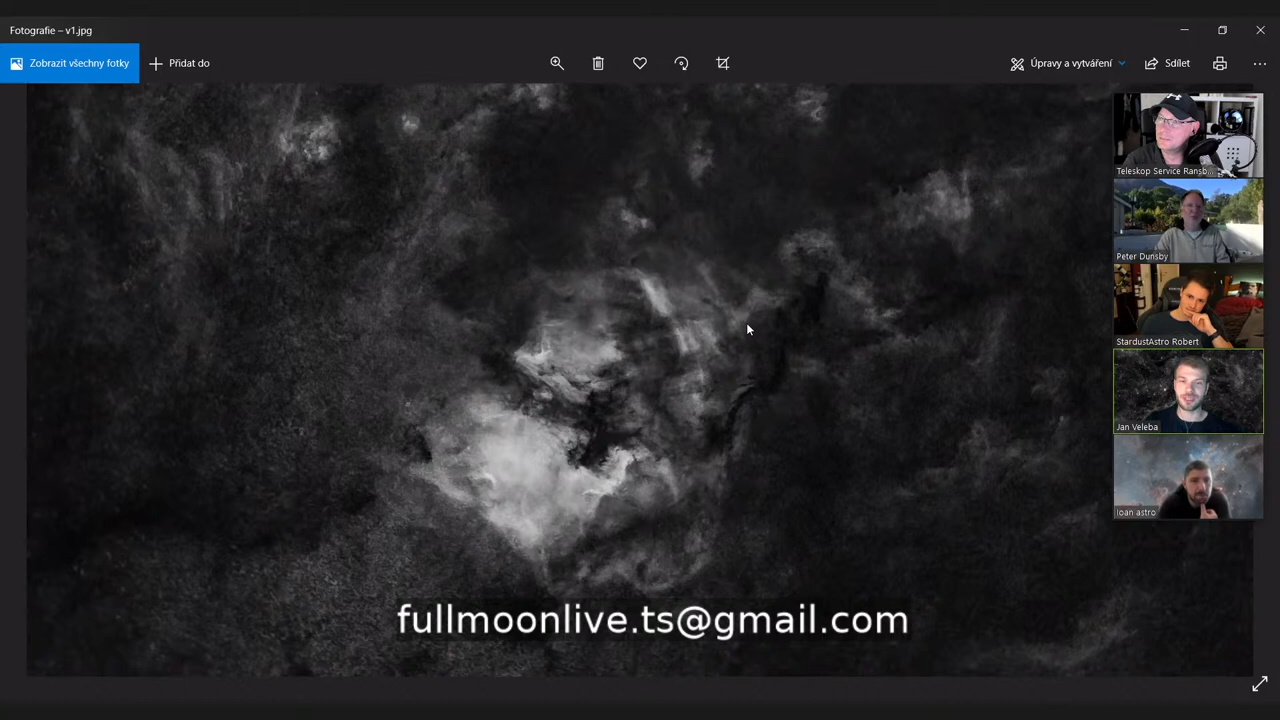 Fotografie – v1.jpg
Zobrazit všechny fotky
Přidat do
Úpravy a vytváření
Sdílet
Teleskop Service Ransb...
Peter Dunsby
StardustAstro Robert
Jan Veleba
Ioan astro
fullmoonlive.ts@gmail.com